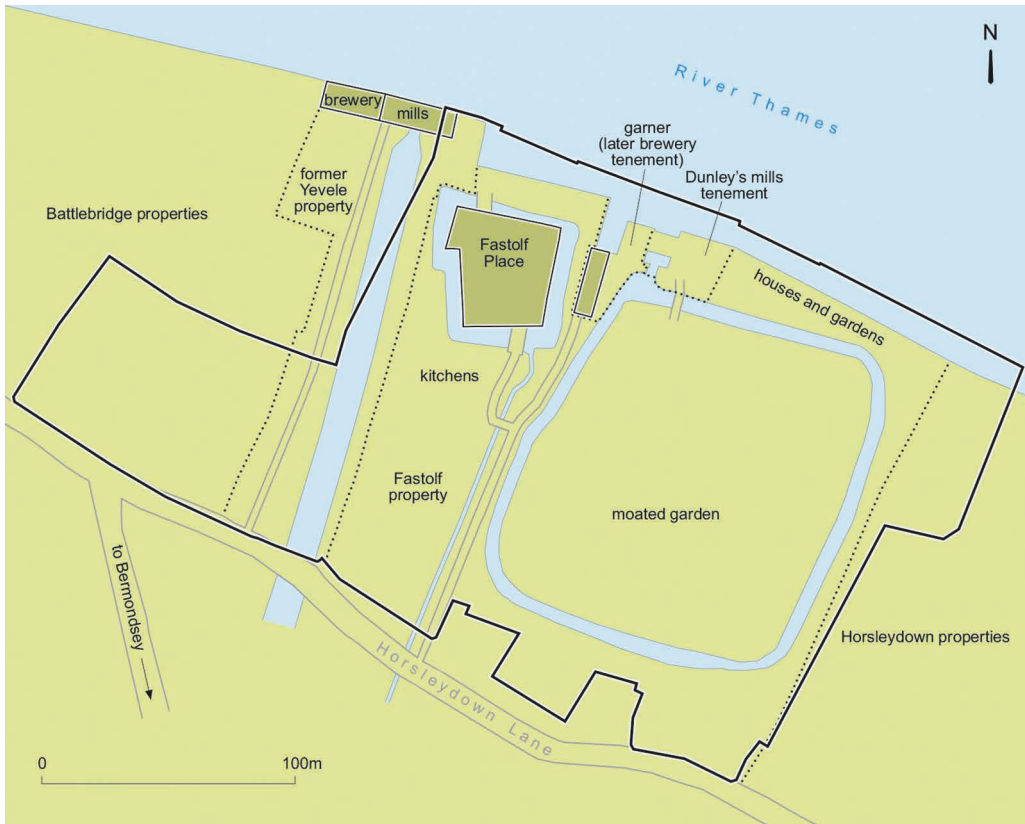 N
River Thames
brewery
mills
garner
(later brewery
tenement)
Dunley's mills
tenement
former
Yevele
property
Battlebridge properties
Fastolf
Place
houses and gardens
kitchens
Fastolf
property
moated garden
to Bermondsey
Horsleydown properties
Horsleydown Lane
0
100m